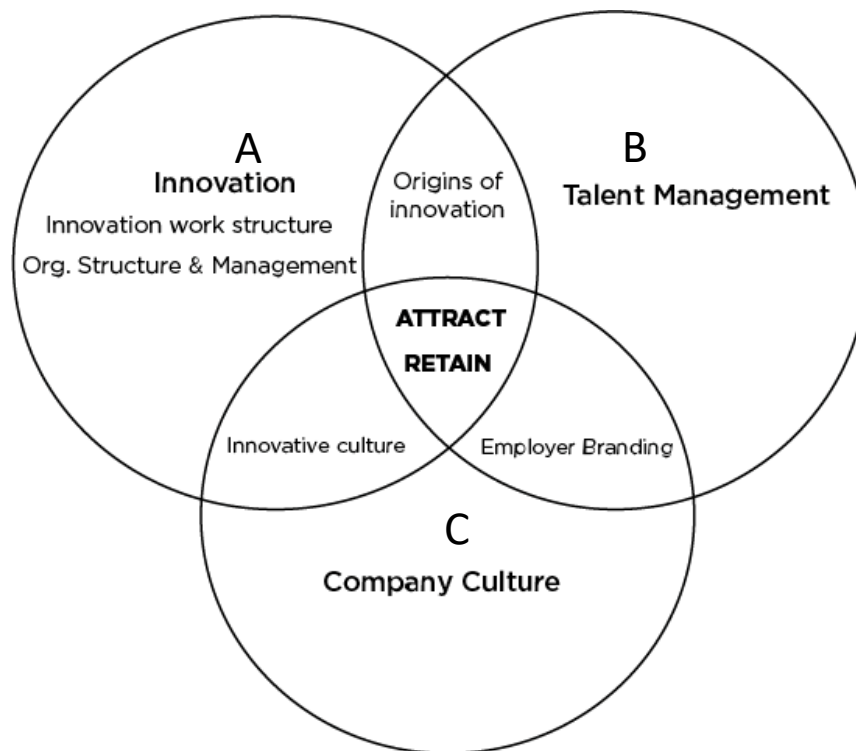 A
Innovation
Innovation work structure
Org. Structure & Management
Origins of
innovation
B
Talent Management
ATTRACT
RETAIN
Innovative culture
Employer Branding
C
Company Culture